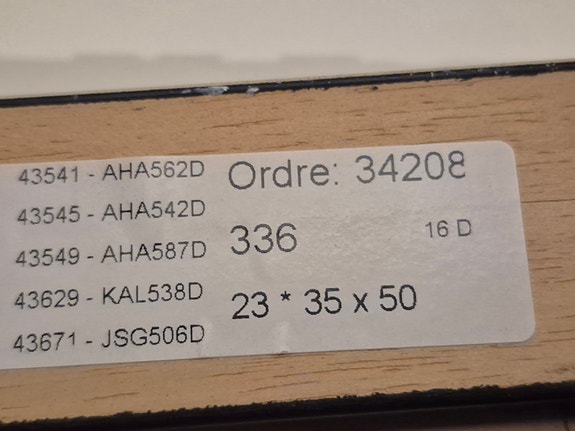 43541 - AHA562D
43545 - AHA542D
43549 - AHA587D
43629 - KAL538D
43671 - JSG506D
Ordre: 34208
336 16 D
23 * 35 x 50